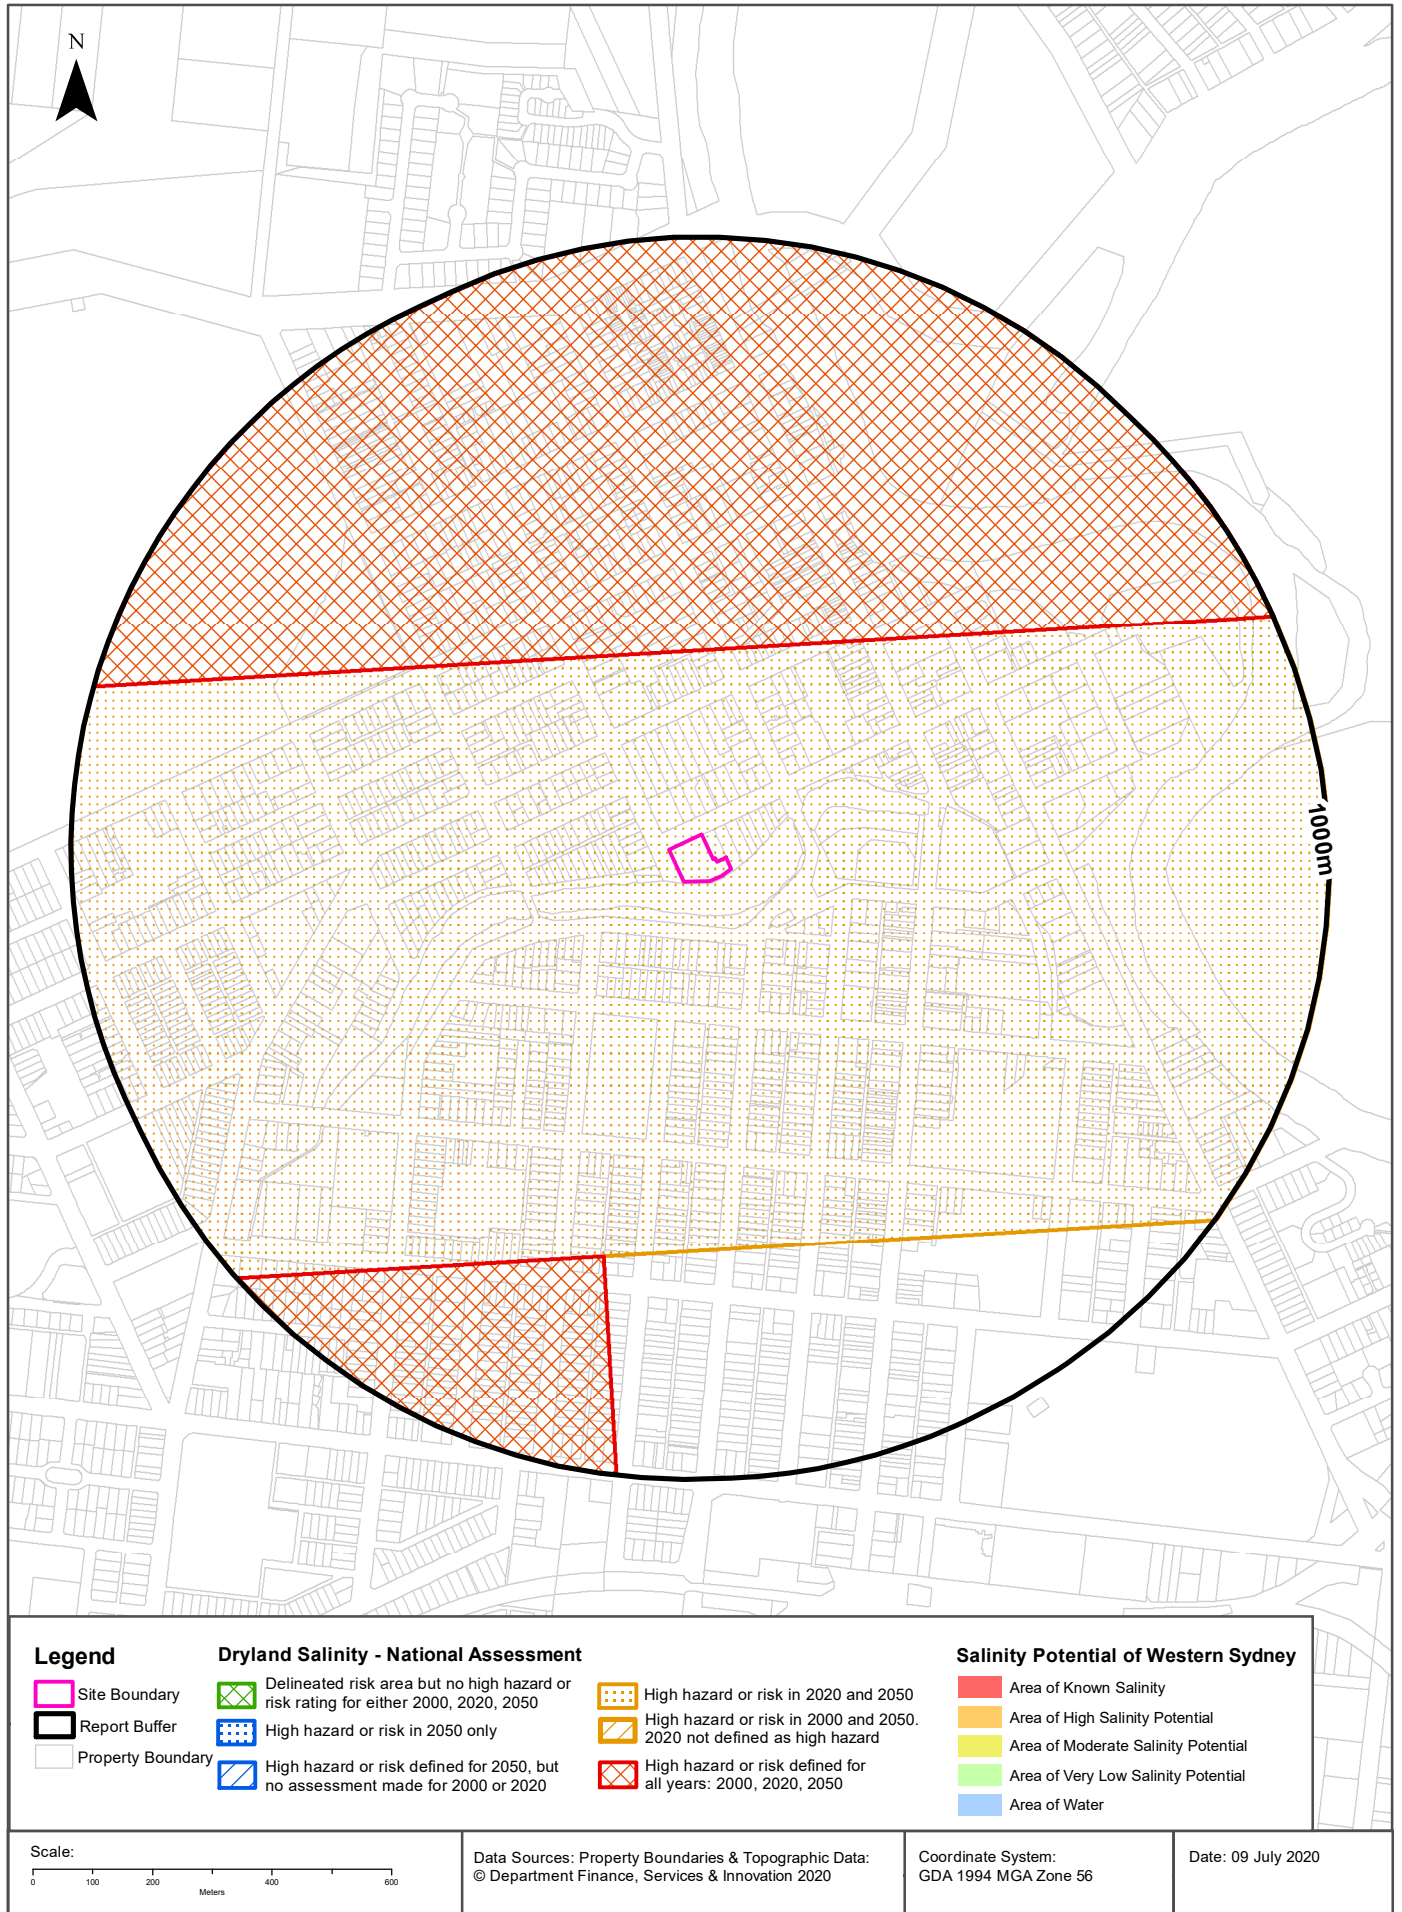 N
1000m
Legend
Site Boundary
Report Buffer
Property Boundary
Dryland Salinity - National Assessment
Delineated risk area but no high hazard or
risk rating for either 2000, 2020, 2050
High hazard or risk in 2050 only
High hazard or risk defined for 2050, but
no assessment made for 2000 or 2020
High hazard or risk in 2020 and 2050
High hazard or risk in 2000 and 2050.
2020 not defined as high hazard
High hazard or risk defined for
all years: 2000, 2020, 2050
Salinity Potential of Western Sydney
Area of Known Salinity
Area of High Salinity Potential
Area of Moderate Salinity Potential
Area of Very Low Salinity Potential
Area of Water
Scale:
0 100 200 400 600
Meters
Data Sources: Property Boundaries & Topographic Data:
© Department Finance, Services & Innovation 2020
Coordinate System:
GDA 1994 MGA Zone 56
Date: 09 July 2020